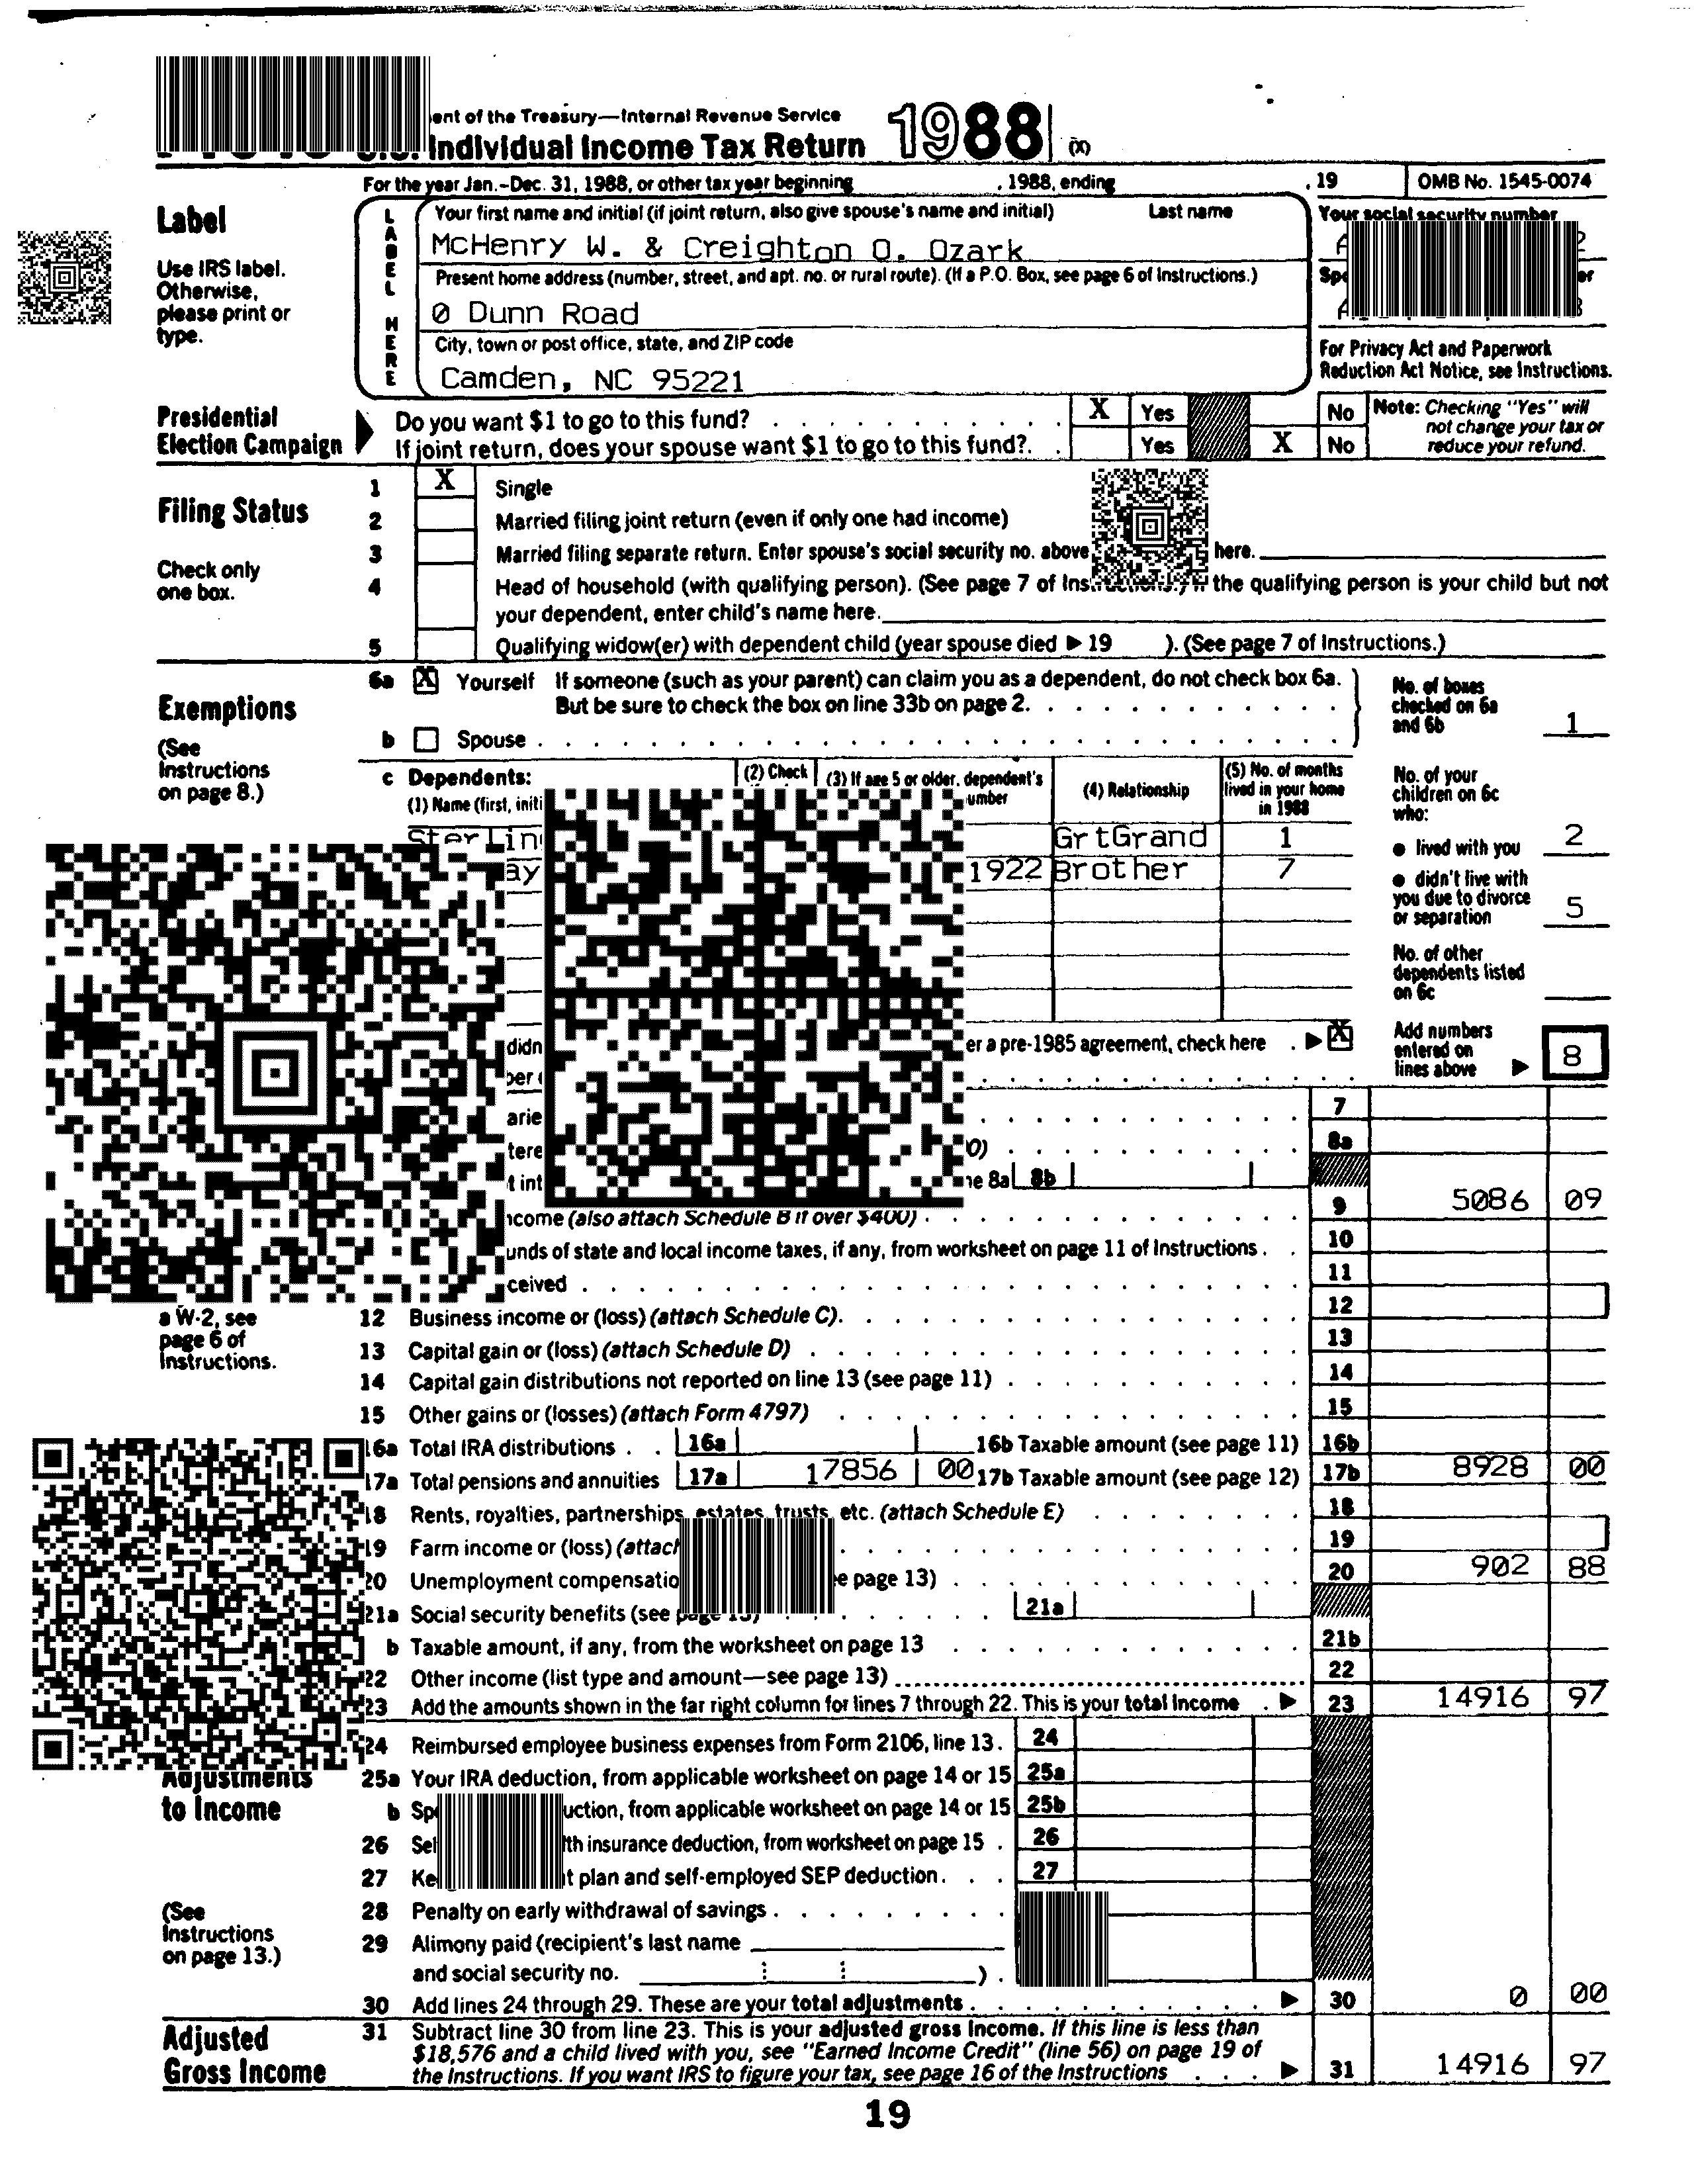 ent of the Treasury—Internal Revenue Service
Individual Income Tax Return 1988 (X)
For the year Jan.-Dec. 31, 1988, or other tax year beginning , 1988, ending , 19 OMB No. 1545-0074
Label
Use IRS label.
Otherwise,
please print or
type.
LABEL HERE
Your first name and initial (if joint return, also give spouse's name and initial) Last name
McHenry W. & Creighton O. Ozark
Present home address (number, street, and apt. no. or rural route). (If a P.O. Box, see page 6 of Instructions.)
0 Dunn Road
City, town or post office, state, and ZIP code
Camden, NC 95221
Your social security number
For Privacy Act and Paperwork
Reduction Act Notice, see Instructions.
Presidential
Election Campaign
Do you want $1 to go to this fund? X Yes No
If joint return, does your spouse want $1 to go to this fund? Yes X No
Note: Checking "Yes" will
not change your tax or
reduce your refund.
Filing Status
Check only
one box.
1 X Single
2 Married filing joint return (even if only one had income)
3 Married filing separate return. Enter spouse's social security no. above here.
4 Head of household (with qualifying person). (See page 7 of the qualifying person is your child but not
your dependent, enter child's name here.
5 Qualifying widow(er) with dependent child (year spouse died ▶ 19 ). (See page 7 of Instructions.)
Exemptions
(See
Instructions
on page 8.)
6a X Yourself If someone (such as your parent) can claim you as a dependent, do not check box 6a.
But be sure to check the box on line 33b on page 2.
b Spouse
No. of boxes
checked on 6a
and 6b 1
c Dependents:
(1) Name (first, initi
(2) Check
(3) If age 5 or older, dependent's
umber
(4) Relationship
(5) No. of months
lived in your home
in 1988
GrtGrand 1
1922 Brother 7
No. of your
children on 6c
who:
● lived with you 2
● didn't live with
you due to divorce
or separation 5
No. of other
dependents listed
on 6c
er a pre-1985 agreement, check here ▶ X
Add numbers
entered on
lines above ▶ 8
7
8a
8b
ncome (also attach Schedule B if over $400) 9 5086 09
unds of state and local income taxes, if any, from worksheet on page 11 of Instructions 10
ceived 11
a W-2, see
page 6 of
Instructions.
12 Business income or (loss) (attach Schedule C) 12
13 Capital gain or (loss) (attach Schedule D) 13
14 Capital gain distributions not reported on line 13 (see page 11) 14
15 Other gains or (losses) (attach Form 4797) 15
16a Total IRA distributions 16a 16b Taxable amount (see page 11) 16b
17a Total pensions and annuities 17a 17856 00 17b Taxable amount (see page 12) 17b 8928 00
18 Rents, royalties, partnerships, estates, trusts, etc. (attach Schedule E) 18
19 Farm income or (loss) (attach 19
20 Unemployment compensatio e page 13) 20 902 88
21a Social security benefits (see page 13) 21a
b Taxable amount, if any, from the worksheet on page 13 21b
22 Other income (list type and amount—see page 13) 22
23 Add the amounts shown in the far right column for lines 7 through 22. This is your total income ▶ 23 14916 97
Adjustments
to Income
(See
Instructions
on page 13.)
24 Reimbursed employee business expenses from Form 2106, line 13. 24
25a Your IRA deduction, from applicable worksheet on page 14 or 15 25a
b Sp uction, from applicable worksheet on page 14 or 15 25b
26 Sel th insurance deduction, from worksheet on page 15 26
27 Ke t plan and self-employed SEP deduction 27
28 Penalty on early withdrawal of savings
29 Alimony paid (recipient's last name
and social security no. )
30 Add lines 24 through 29. These are your total adjustments ▶ 30 0 00
Adjusted
Gross Income
31 Subtract line 30 from line 23. This is your adjusted gross income. If this line is less than
$18,576 and a child lived with you, see "Earned Income Credit" (line 56) on page 19 of
the Instructions. If you want IRS to figure your tax, see page 16 of the Instructions ▶ 31 14916 97
19